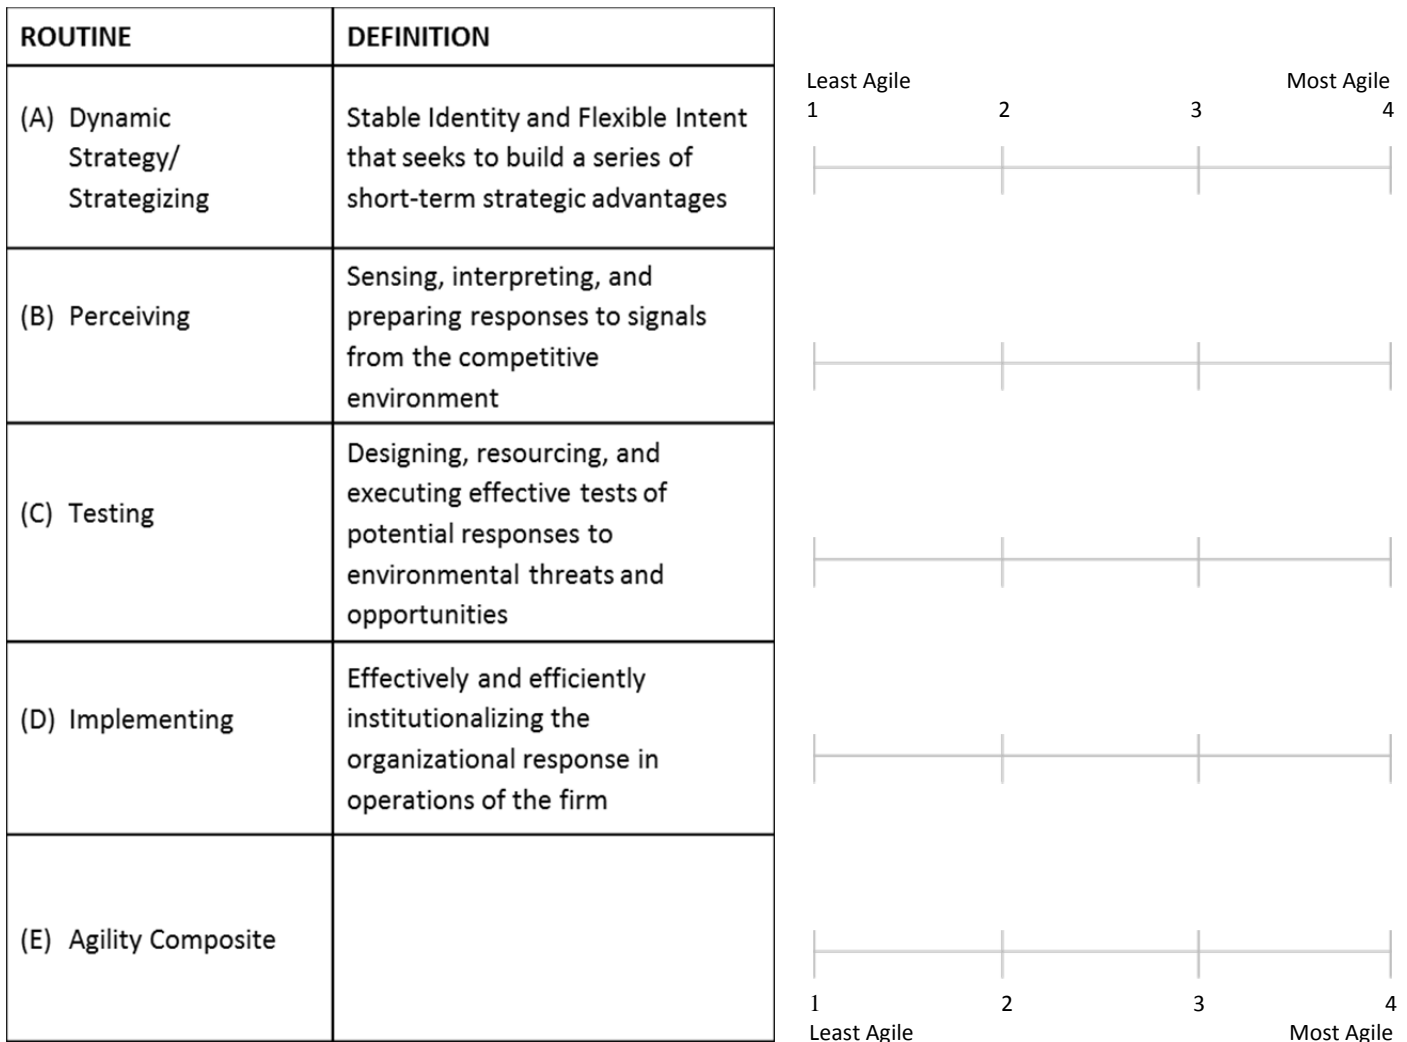 ROUTINE
DEFINITION
Least Agile
Most Agile
1
2
3
4
(A) Dynamic
Strategy/
Strategizing
Stable Identity and Flexible Intent
that seeks to build a series of
short-term strategic advantages
(B) Perceiving
Sensing, interpreting, and
preparing responses to signals
from the competitive
environment
(C) Testing
Designing, resourcing, and
executing effective tests of
potential responses to
environmental threats and
opportunities
(D) Implementing
Effectively and efficiently
institutionalizing the
organizational response in
operations of the firm
(E) Agility Composite
1
2
3
4
Least Agile
Most Agile